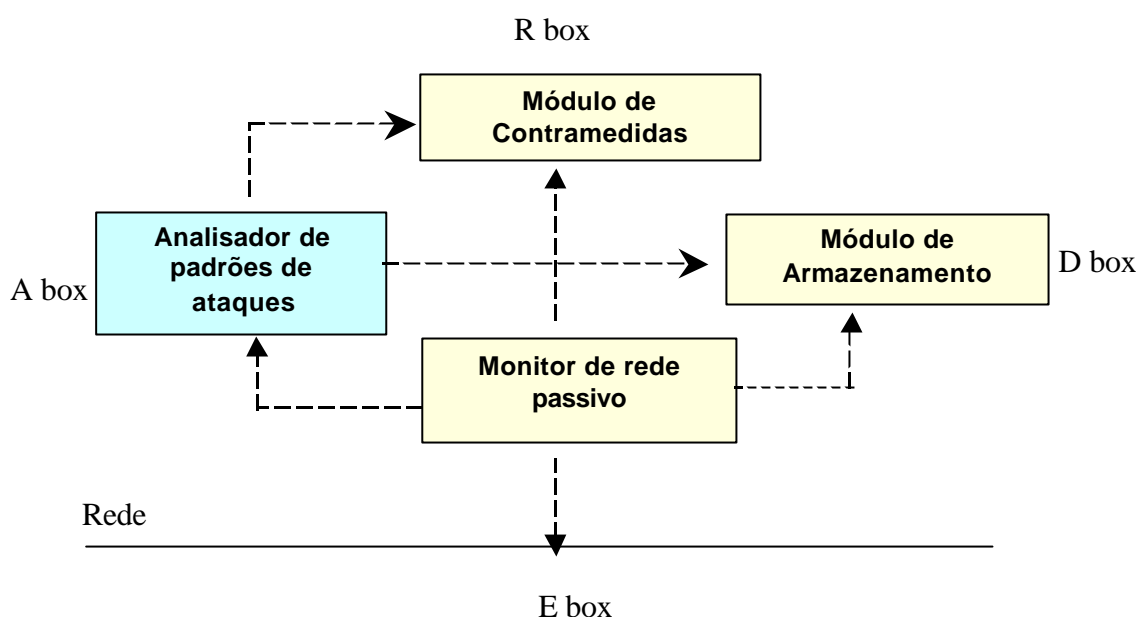 R box
Módulo de
Contramedidas
Analisador de
padrões de
ataques
A box
Módulo de
Armazenamento
D box
Monitor de rede
passivo
Rede
E box